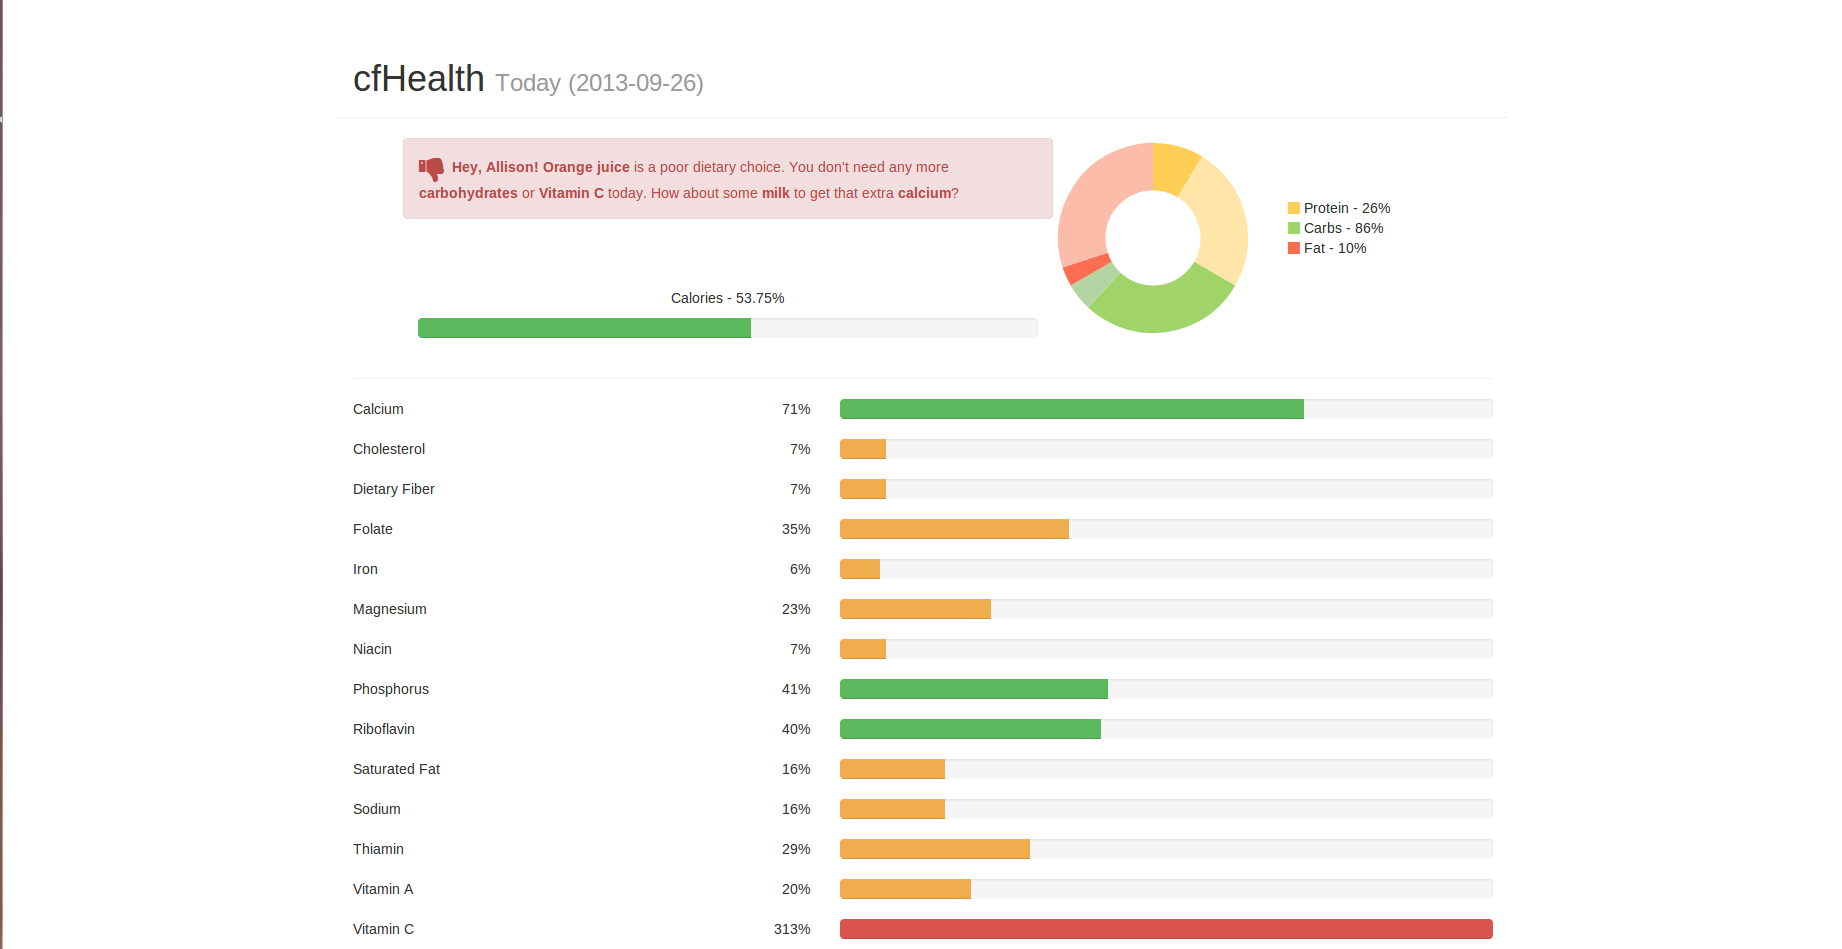 cfHealth Today (2013-09-26)
Hey, Allison! Orange juice is a poor dietary choice. You don't need any more
carbohydrates or Vitamin C today. How about some milk to get that extra calcium?
Protein - 26%
Carbs - 86%
Fat - 10%
Calories - 53.75%
Calcium 71%
Cholesterol 7%
Dietary Fiber 7%
Folate 35%
Iron 6%
Magnesium 23%
Niacin 7%
Phosphorus 41%
Riboflavin 40%
Saturated Fat 16%
Sodium 16%
Thiamin 29%
Vitamin A 20%
Vitamin C 313%